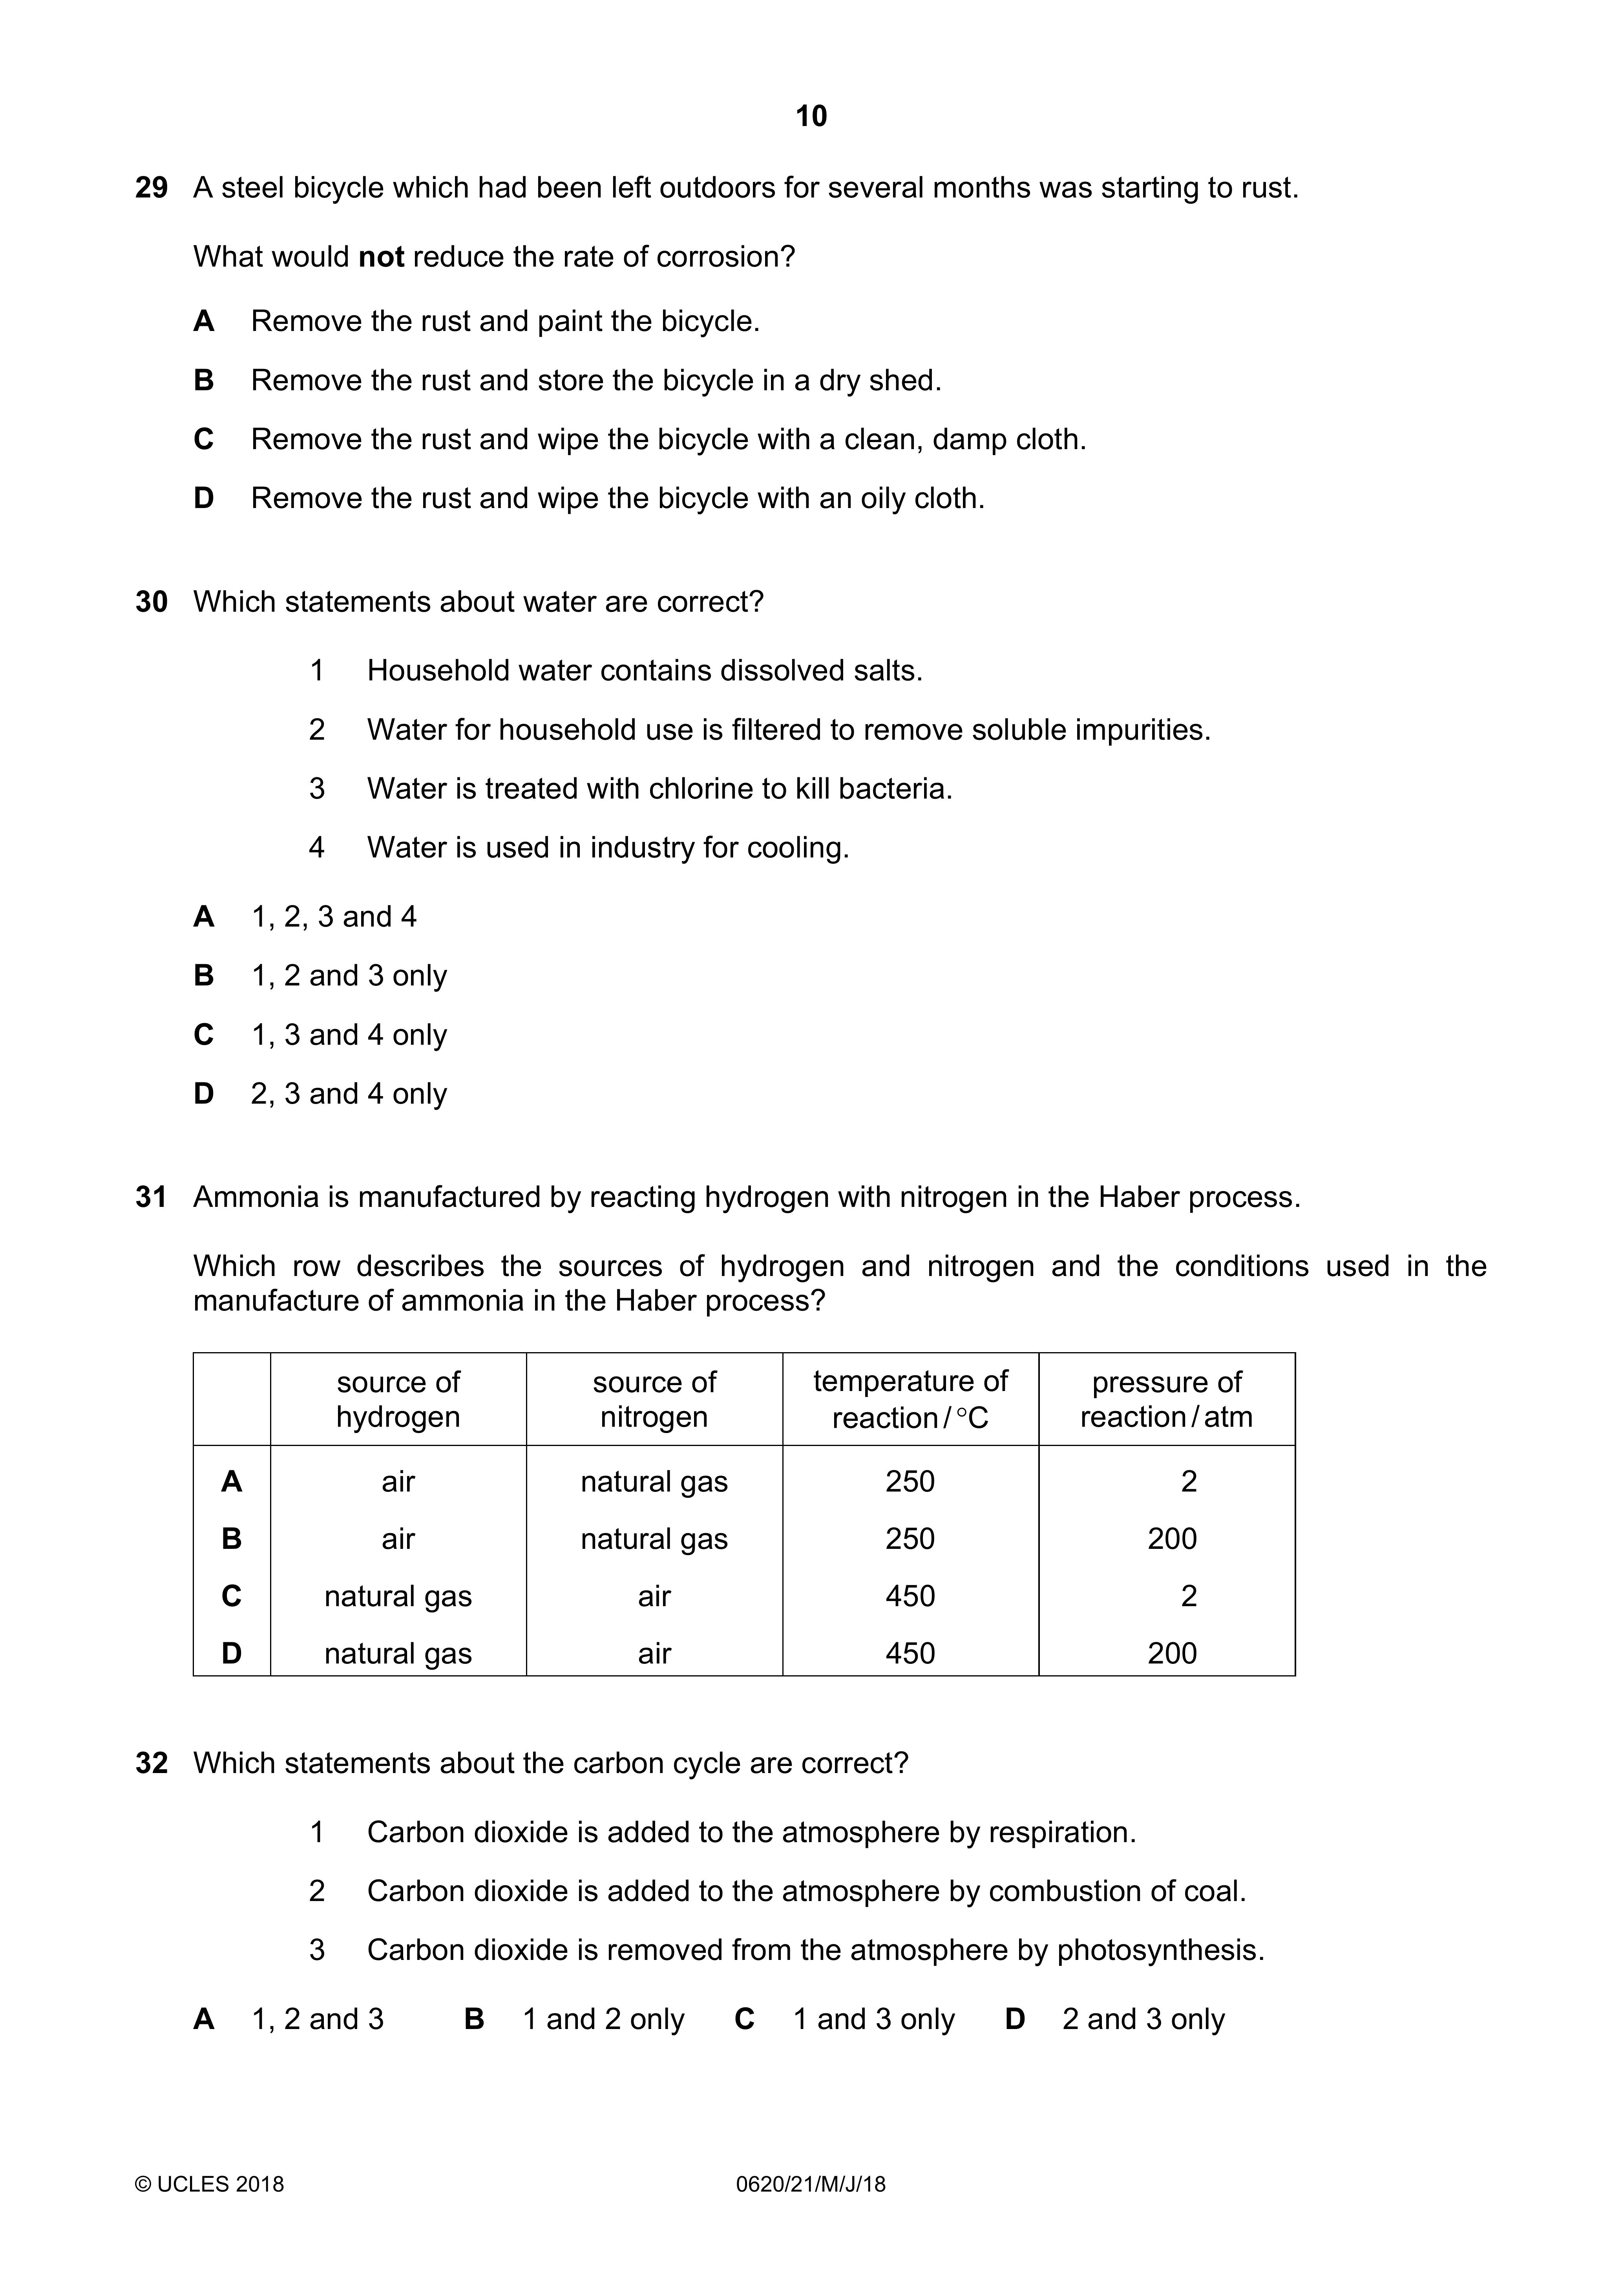 10
29 A steel bicycle which had been left outdoors for several months was starting to rust.
What would not reduce the rate of corrosion?
A Remove the rust and paint the bicycle.
B Remove the rust and store the bicycle in a dry shed.
C Remove the rust and wipe the bicycle with a clean, damp cloth.
D Remove the rust and wipe the bicycle with an oily cloth.
30 Which statements about water are correct?
1 Household water contains dissolved salts.
2 Water for household use is filtered to remove soluble impurities.
3 Water is treated with chlorine to kill bacteria.
4 Water is used in industry for cooling.
A 1, 2, 3 and 4
B 1, 2 and 3 only
C 1, 3 and 4 only
D 2, 3 and 4 only
31 Ammonia is manufactured by reacting hydrogen with nitrogen in the Haber process.
Which row describes the sources of hydrogen and nitrogen and the conditions used in the
manufacture of ammonia in the Haber process?
source of source of temperature of pressure of
hydrogen nitrogen reaction / °C reaction / atm
A air natural gas 250 2
B air natural gas 250 200
C natural gas air 450 2
D natural gas air 450 200
32 Which statements about the carbon cycle are correct?
1 Carbon dioxide is added to the atmosphere by respiration.
2 Carbon dioxide is added to the atmosphere by combustion of coal.
3 Carbon dioxide is removed from the atmosphere by photosynthesis.
A 1, 2 and 3 B 1 and 2 only C 1 and 3 only D 2 and 3 only
© UCLES 2018 0620/21/M/J/18